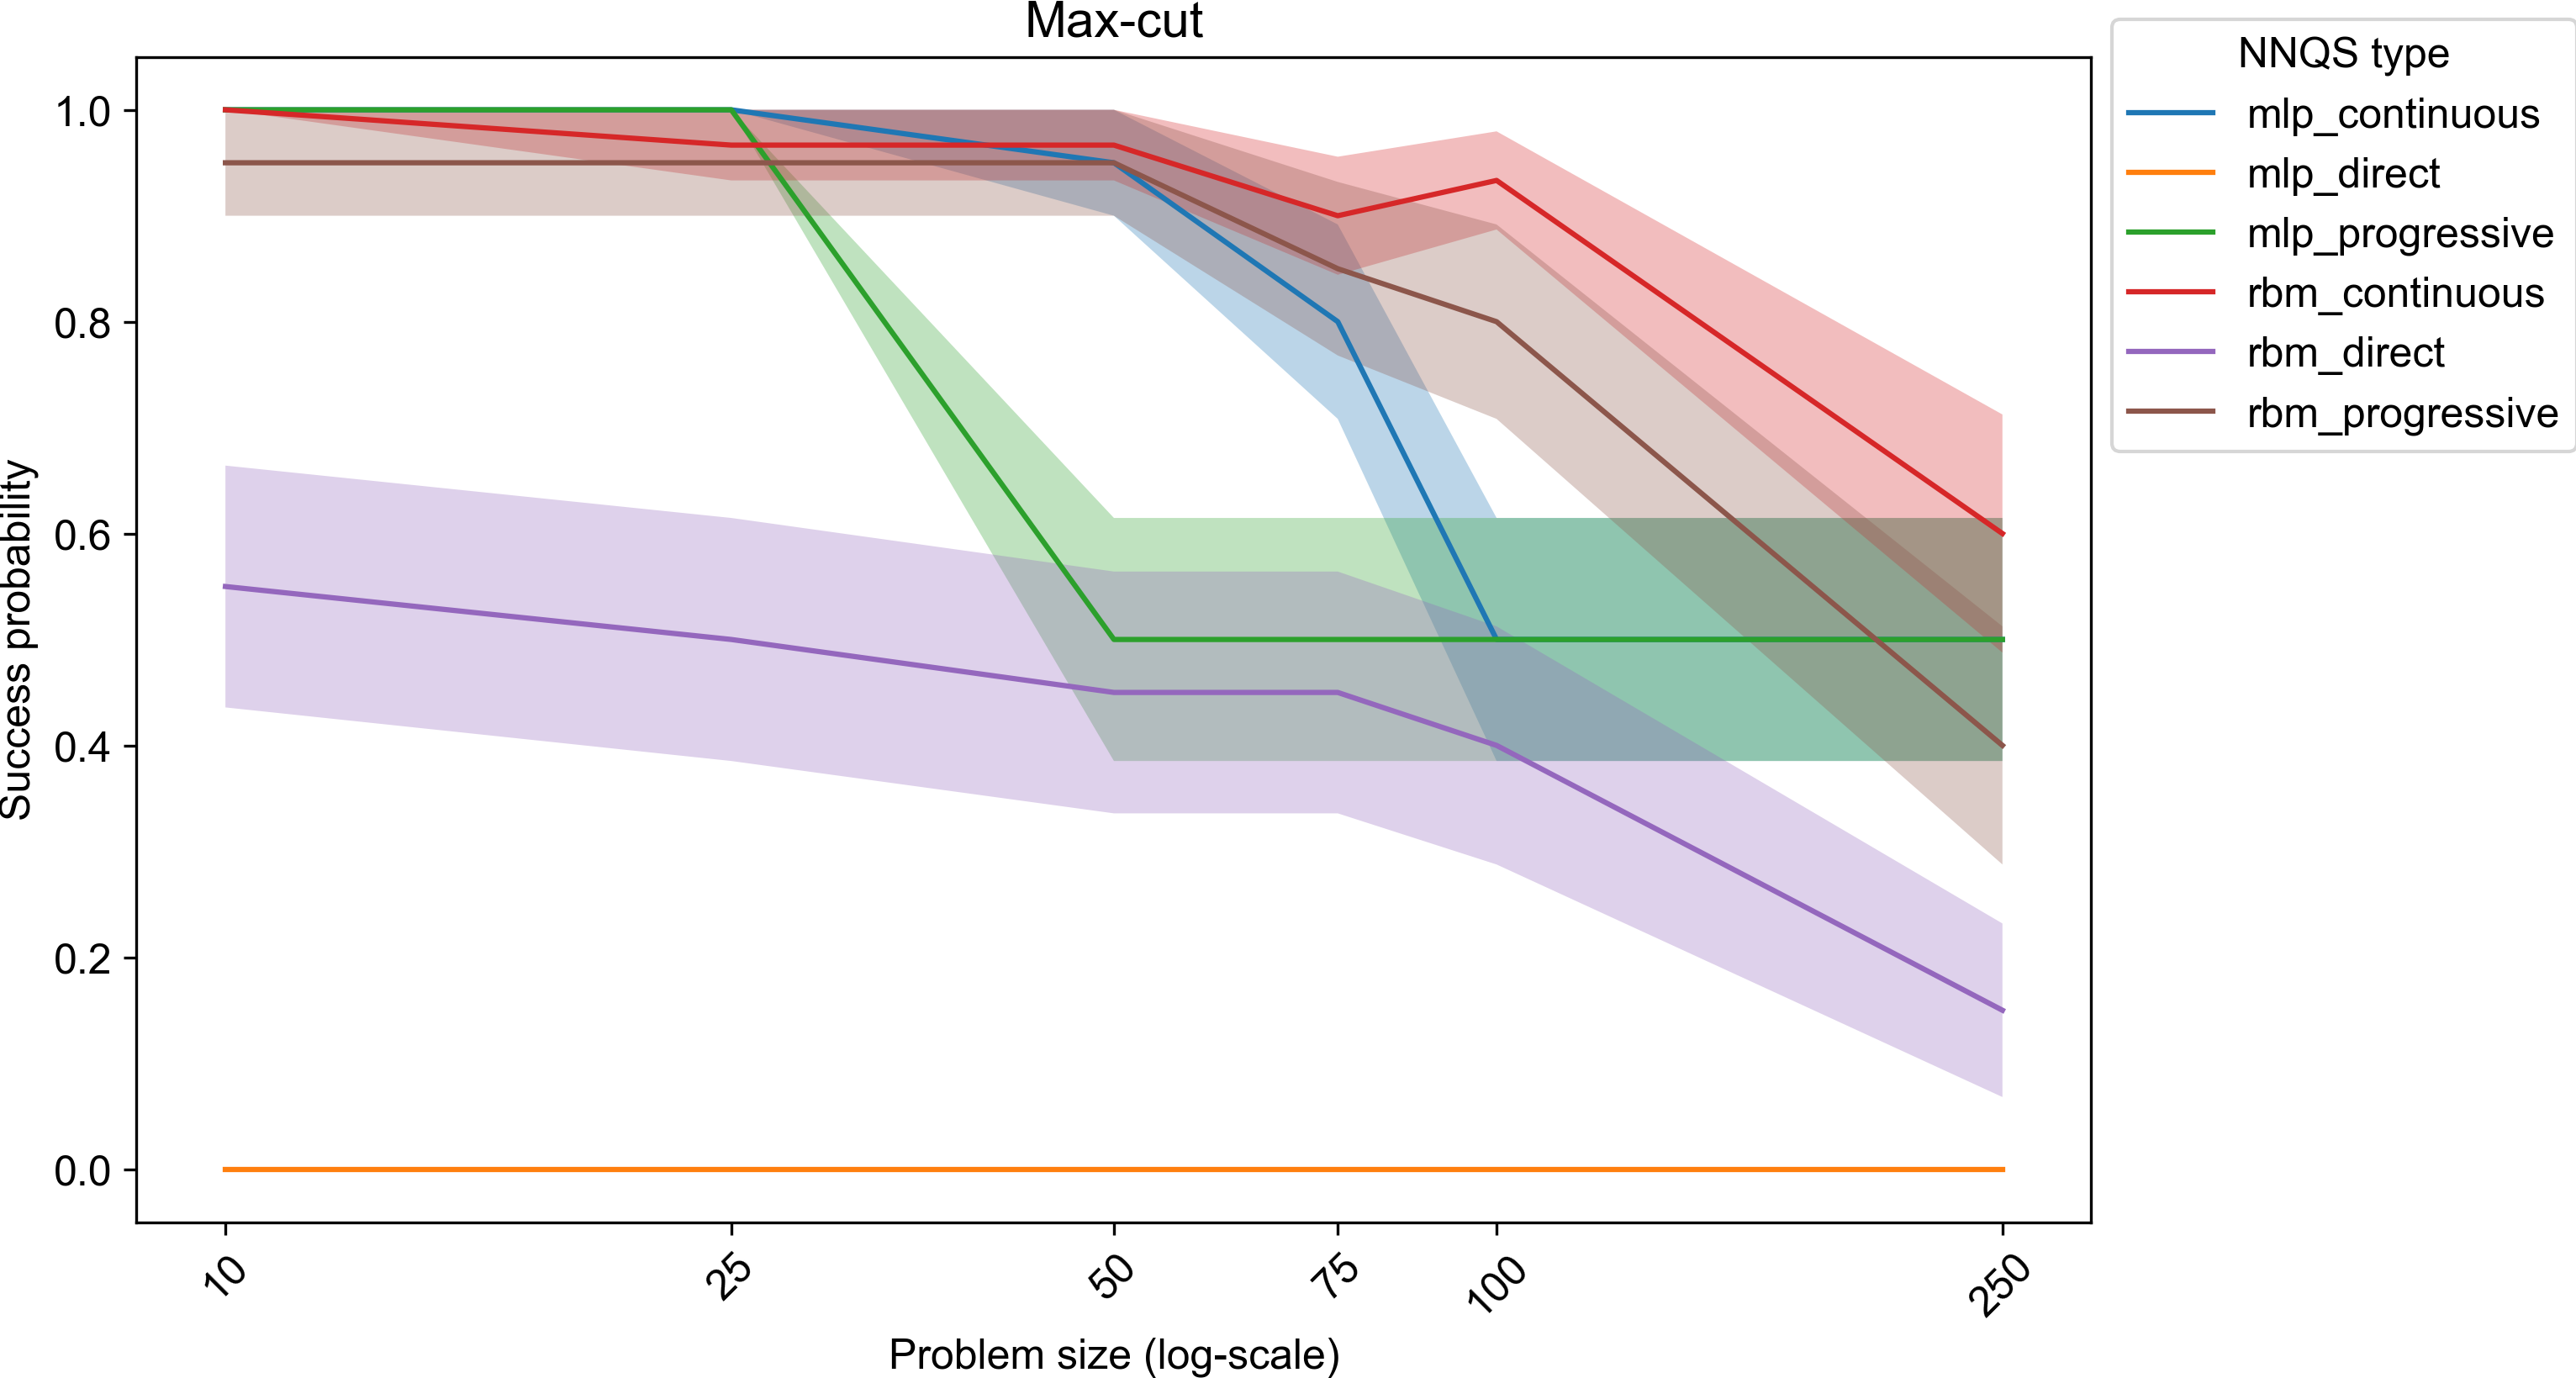 Max-cut
NNQS type
mlp_continuous
mlp_direct
mlp_progressive
rbm_continuous
rbm_direct
rbm_progressive
Success probability
1.0
0.8
0.6
0.4
0.2
0.0
10
25
50
75
100
250
Problem size (log-scale)